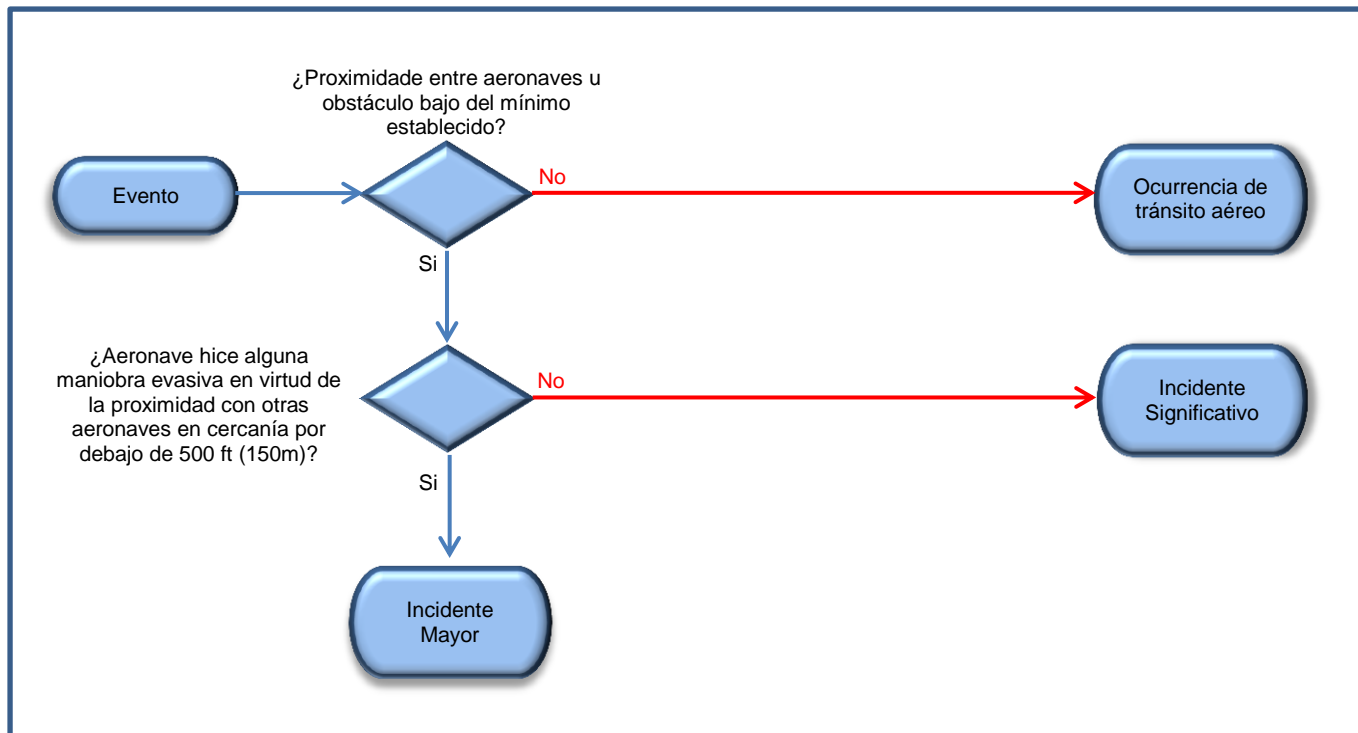 ¿Proximidade entre aeronaves u
obstáculo bajo del mínimo
establecido?
Evento
No
Ocurrencia de
tránsito aéreo
Si
¿Aeronave hice alguna
maniobra evasiva en virtud de
la proximidad con otras
aeronaves en cercanía por
debajo de 500 ft (150m)?
No
Incidente
Significativo
Si
Incidente
Mayor